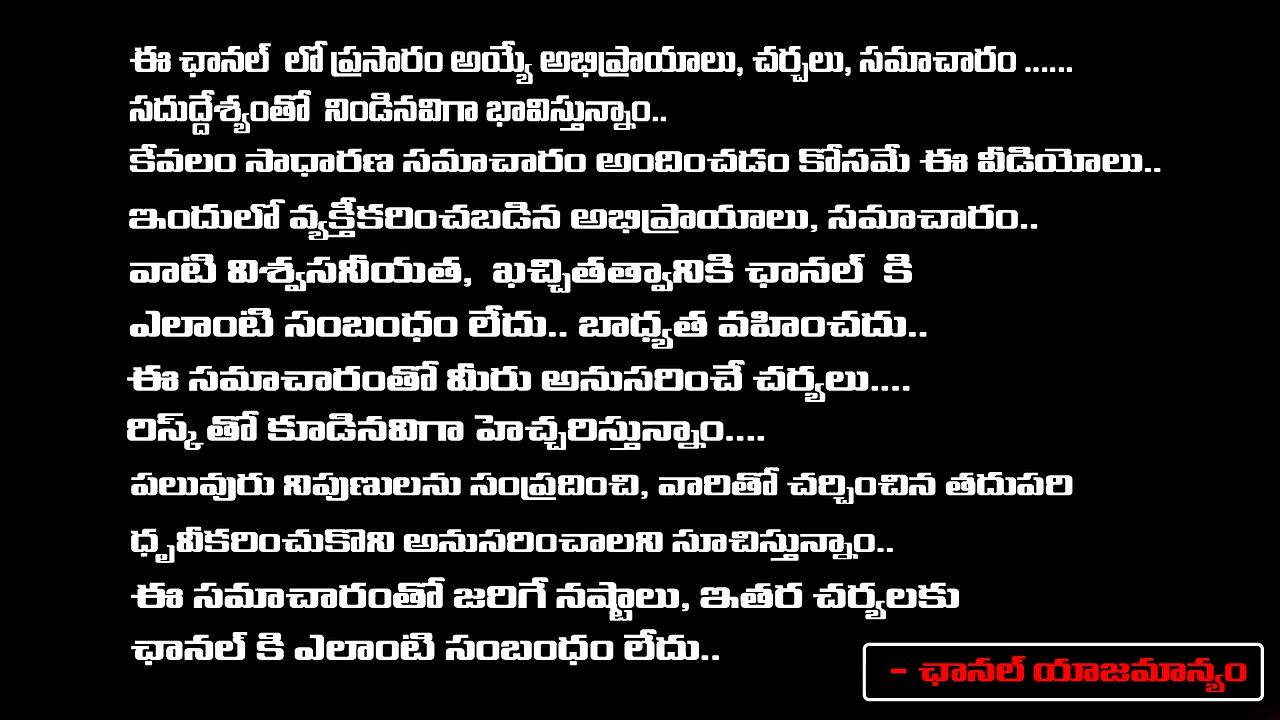 ఈ ఛానల్ లో ప్రసారం అయ్యే అభిప్రాయాలు, చర్చలు, సమాచారం ......
సదుద్దేశ్యంతో నిండినవిగా భావిస్తున్నాం..
కేవలం సాధారణ సమాచారం అందించడం కోసమే ఈ వీడియోలు..
ఇందులో వ్యక్తీకరించబడిన అభిప్రాయాలు, సమాచారం..
వాటి విశ్వసనీయత, ఖచ్చితత్వానికి ఛానల్ కి
ఎలాంటి సంబంధం లేదు.. బాధ్యత వహించదు..
ఈ సమాచారంతో మీరు అనుసరించే చర్యలు....
రిస్క్ తో కూడినవిగా హెచ్చరిస్తున్నాం....
పలువురు నిపుణులను సంప్రదించి, వారితో చర్చించిన తదుపరి
ధృవీకరించుకొని అనుసరించాలని సూచిస్తున్నాం..
ఈ సమాచారంతో జరిగే నష్టాలు, ఇతర చర్యలకు
ఛానల్ కి ఎలాంటి సంబంధం లేదు..
- ఛానల్ యాజమాన్యం